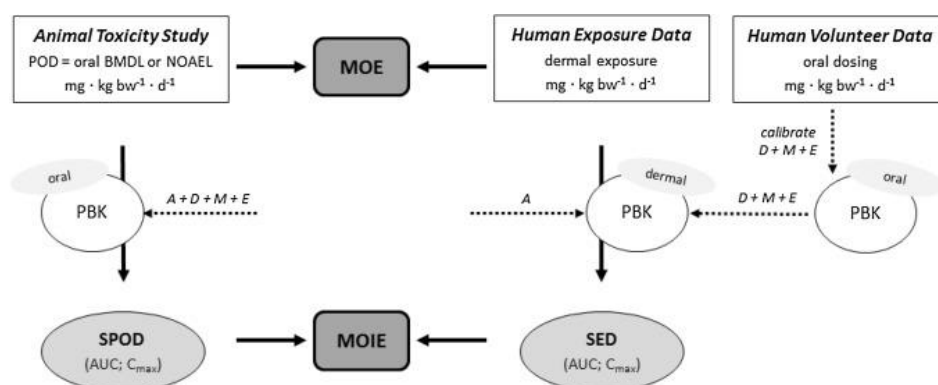 Animal Toxicity Study
POD = oral BMDL or NOAEL
mg · kg bw⁻¹ · d⁻¹
MOE
Human Exposure Data
dermal exposure
mg · kg bw⁻¹ · d⁻¹
Human Volunteer Data
oral dosing
mg · kg bw⁻¹ · d⁻¹
calibrate
D + M + E
oral
PBK
A + D + M + E
A
dermal
PBK
D + M + E
oral
PBK
SPOD
(AUC; Cmax)
MOIE
SED
(AUC; Cmax)